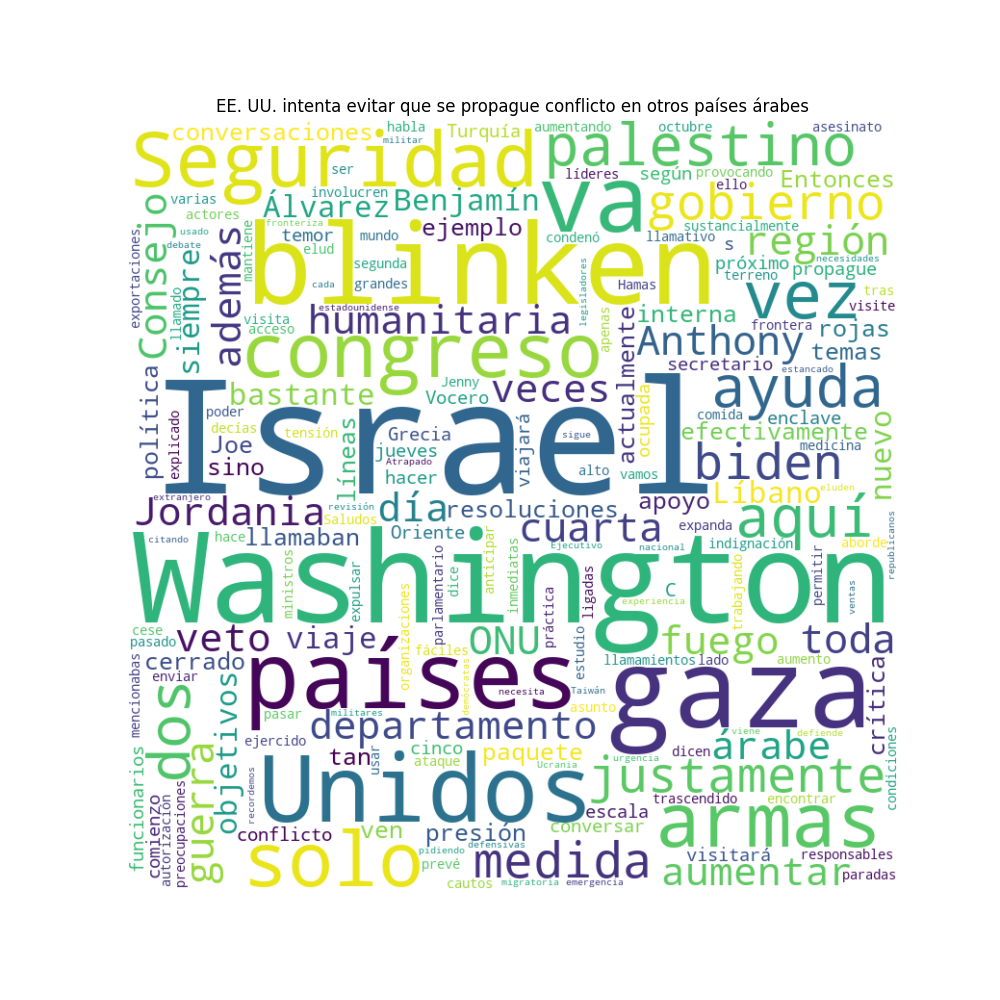 EE. UU. intenta evitar que se propague conflicto en otros países árabes
conversaciones
habla
militar
Turquía
aumentando
octubre
asesinato
Seguridad
palestino
ser
líderes
según
provocando
ello
Entonces
varias
actores
involucren
Álvarez
Benjamín
va
gobierno
fronteriza
sustancialmente
Consejo
usado
debate
siempre
además
mantiene
temor
elud
mundo
ejemplo
condenó
llamativo
s
región
necesidades
exportaciones
llamado
blinken
segunda
cada
grandes
Hamas
legisladores
próximo
propague
terreno
vez
tras
visite
visita
acceso
estadounidense
humanitaria
apenas
actualmente
interna
frontera
rojas
Anthony
temas
congreso
secretario
estancado
política
bastante
Jenny
Vocero
veces
ayuda
explicado
poder
decías
Joe
tensión
líneas
Israel
Grecia
jueves
Atrapado
hacer
viajará
sigue
alto
vamos
ocupada
comida
enclave
efectivamente
medicina
nuevo
sino
biden
extranjero
revisión
Saludos
Jordania
día
resoluciones
apoyo
Líbano
eluden
aquí
citando
hace
llamaban
Oriente
cuarta
expanda
indignación
aborde
republicanos
Washington
ministros
expulsar
parlamentario
dice
anticipar
inmediatas
Ejecutivo
nacional
práctica
ligadas
experiencia
C
trabajando
permitir
ventas
cese
pasado
veto
viaje
ONU
fuego
toda
mencionabas
cerrado
enviar
organizaciones
fáciles
demócratas
estudio
llamamientos
lado
aumento
países
necesita
Taiwán
asunto
gaza
crítica
dos
objetivos
pasar
militares
departamento
viene
defiende
funcionarios
guerra
ejercido
recordemos
tan
usar
cinco
ataque
paquete
Ucrania
urgencia
dicen
árabe
condiciones
Unidos
justamente
encontrar
comienzo
autorización
preocupaciones
conflicto
ven
presión
defensivas
escala
conversar
trascendido
armas
solo
pidiendo
prevé
medida
visitará
responsables
cautos
migratoria
emergencia
aumentar
paradas